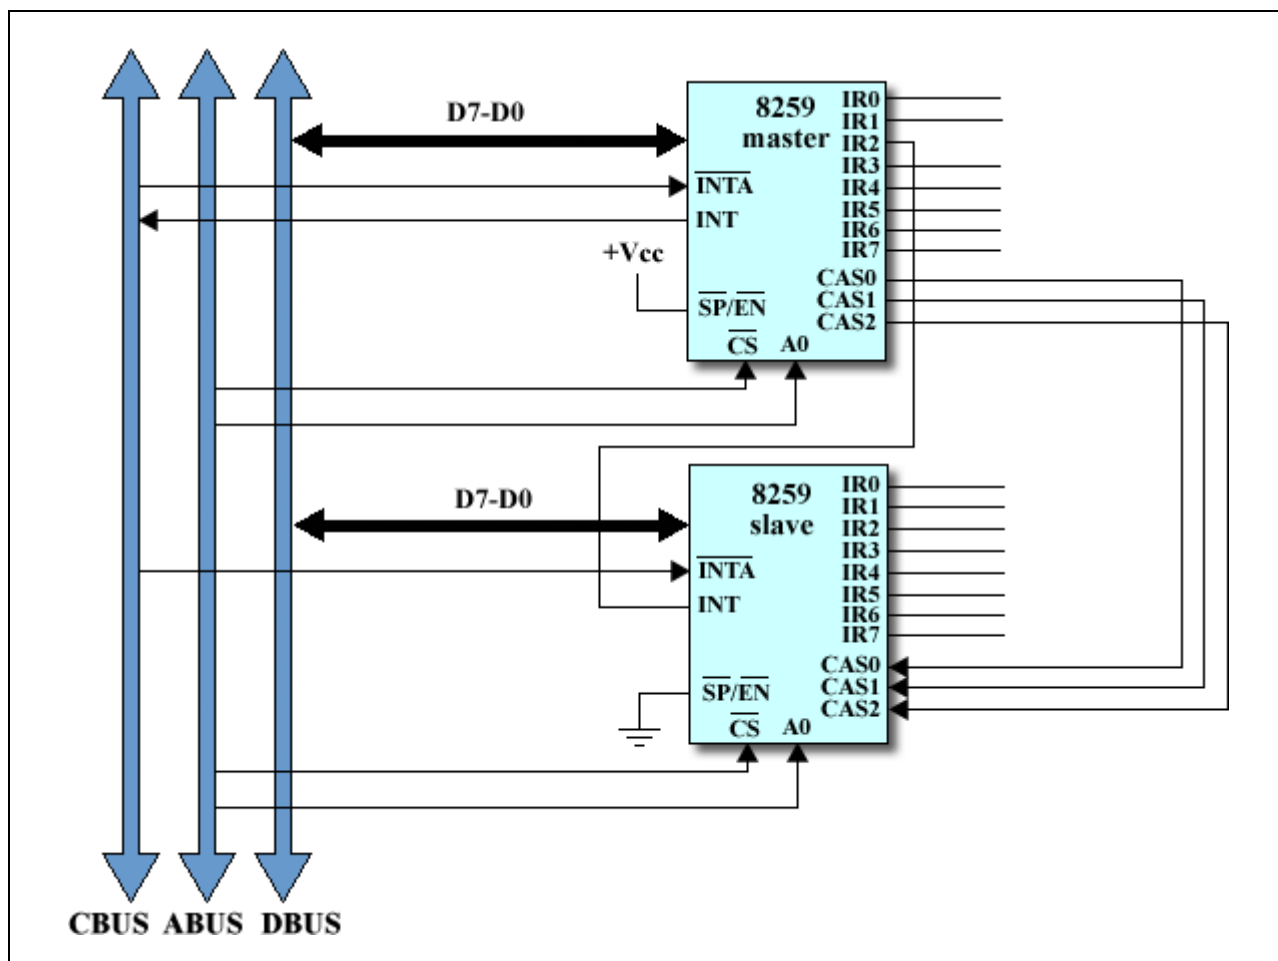 D7-D0
8259
master
INTA
INT
+Vcc
SP/EN
CS
A0
IR0
IR1
IR2
IR3
IR4
IR5
IR6
IR7
CAS0
CAS1
CAS2
D7-D0
8259
slave
INTA
INT
SP/EN
CS
A0
IR0
IR1
IR2
IR3
IR4
IR5
IR6
IR7
CAS0
CAS1
CAS2
CBUS ABUS DBUS